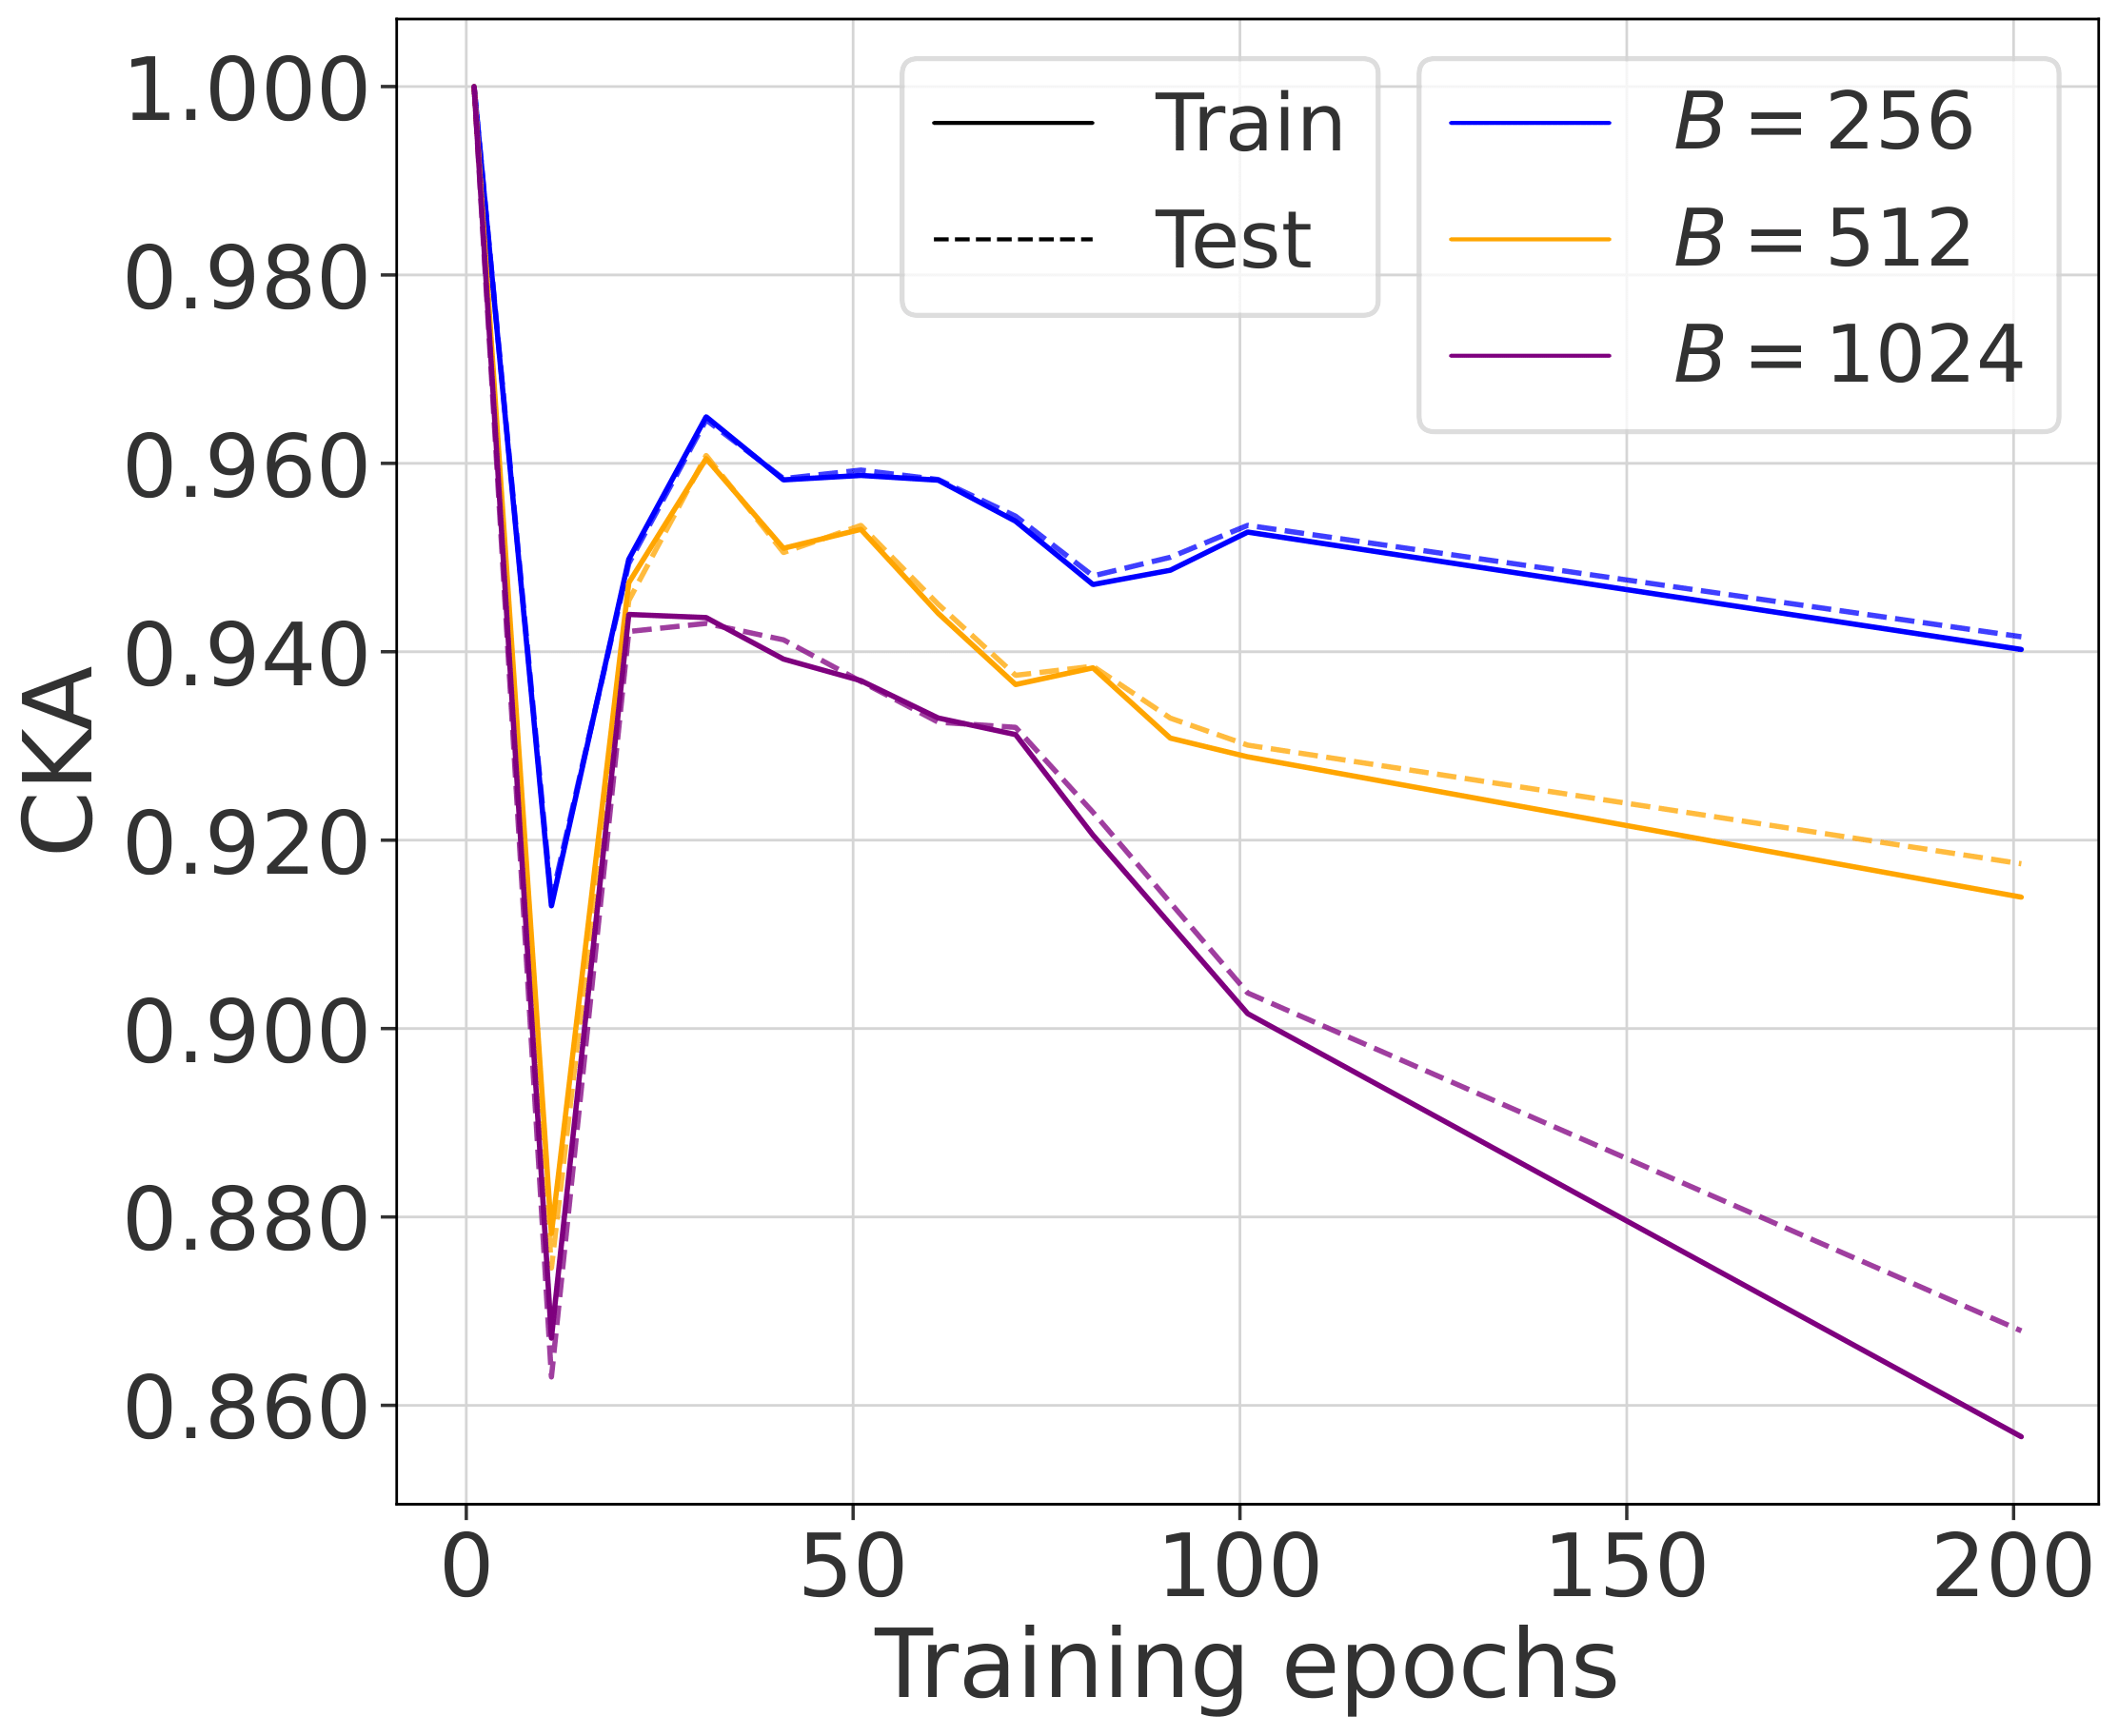 1.000
0.980
0.960
0.940
0.920
0.900
0.880
0.860
CKA
Train
Test
B = 256
B = 512
B = 1024
0 50 100 150 200
Training epochs